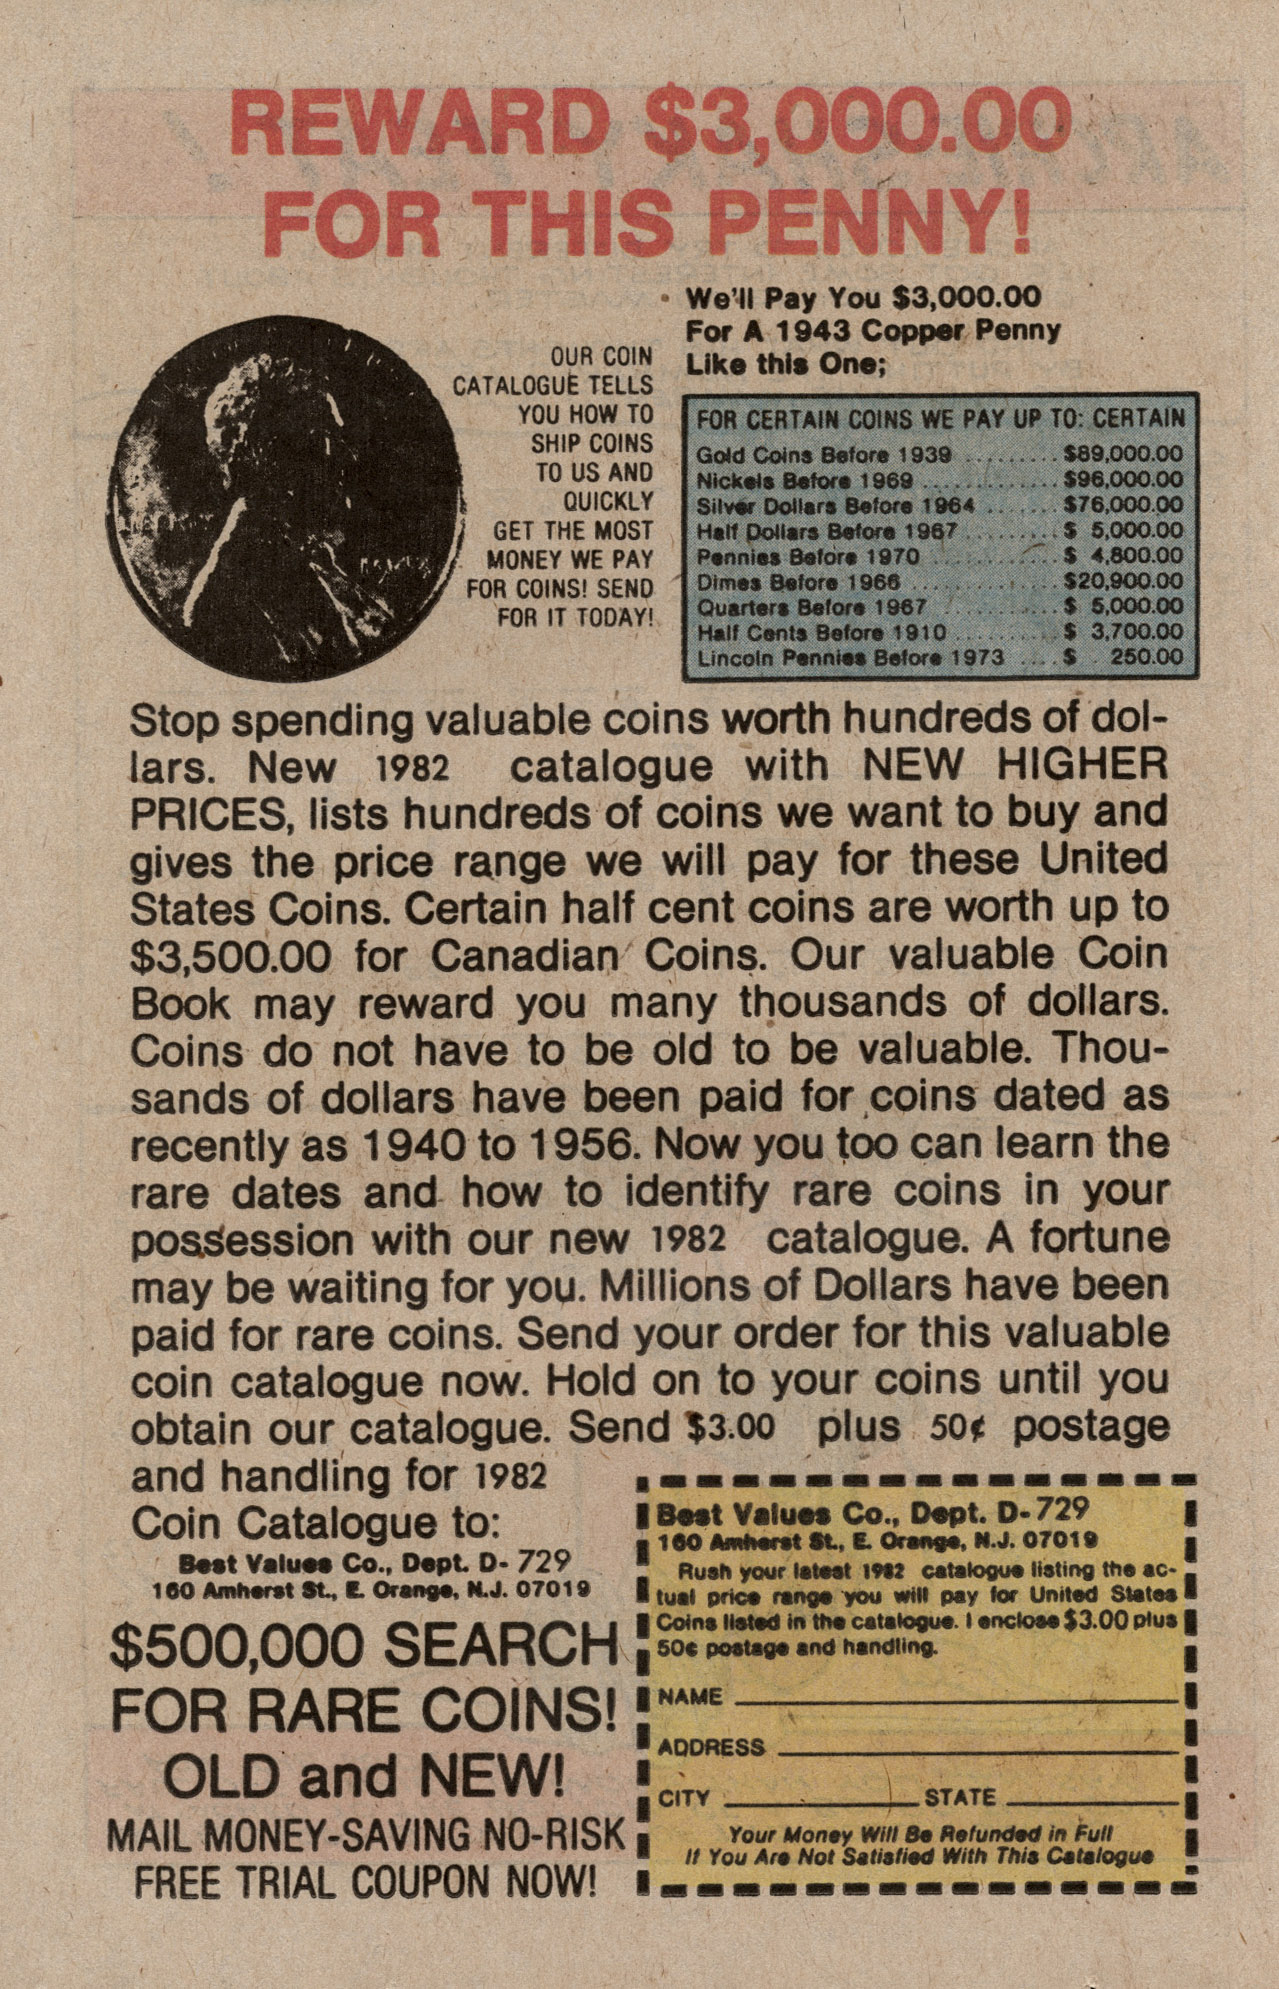 REWARD $3,000.00
FOR THIS PENNY!
We'll Pay You $3,000.00
For A 1943 Copper Penny
Like this One;
OUR COIN
CATALOGUE TELLS
YOU HOW TO
SHIP COINS
TO US AND
QUICKLY
GET THE MOST
MONEY WE PAY
FOR COINS! SEND
FOR IT TODAY!
FOR CERTAIN COINS WE PAY UP TO: CERTAIN
Gold Coins Before 1939 ......... $89,000.00
Nickels Before 1969 ............. $96,000.00
Silver Dollars Before 1964 ....... $76,000.00
Half Dollars Before 1967 .......... $ 5,000.00
Pennies Before 1970 ............. $ 4,800.00
Dimes Before 1966 .............. $20,900.00
Quarters Before 1967 ............ $ 5,000.00
Half Cents Before 1910 .......... $ 3,700.00
Lincoln Pennies Before 1973 .... $ 250.00
Stop spending valuable coins worth hundreds of dol-
lars. New 1982 catalogue with NEW HIGHER
PRICES, lists hundreds of coins we want to buy and
gives the price range we will pay for these United
States Coins. Certain half cent coins are worth up to
$3,500.00 for Canadian Coins. Our valuable Coin
Book may reward you many thousands of dollars.
Coins do not have to be old to be valuable. Thou-
sands of dollars have been paid for coins dated as
recently as 1940 to 1956. Now you too can learn the
rare dates and how to identify rare coins in your
possession with our new 1982 catalogue. A fortune
may be waiting for you. Millions of Dollars have been
paid for rare coins. Send your order for this valuable
coin catalogue now. Hold on to your coins until you
obtain our catalogue. Send $3.00 plus 50¢ postage
and handling for 1982
Coin Catalogue to:
Best Values Co., Dept. D-729
160 Amherst St., E. Orange, N.J. 07019
$500,000 SEARCH
FOR RARE COINS!
OLD and NEW!
MAIL MONEY-SAVING NO-RISK
FREE TRIAL COUPON NOW!
Best Values Co., Dept. D-729
160 Amherst St., E. Orange, N.J. 07019
Rush your latest 1982 catalogue listing the ac-
tual price range you will pay for United States
Coins listed in the catalogue. I enclose $3.00 plus
50¢ postage and handling.
NAME
ADDRESS
CITY STATE
Your Money Will Be Refunded in Full
If You Are Not Satisfied With This Catalogue